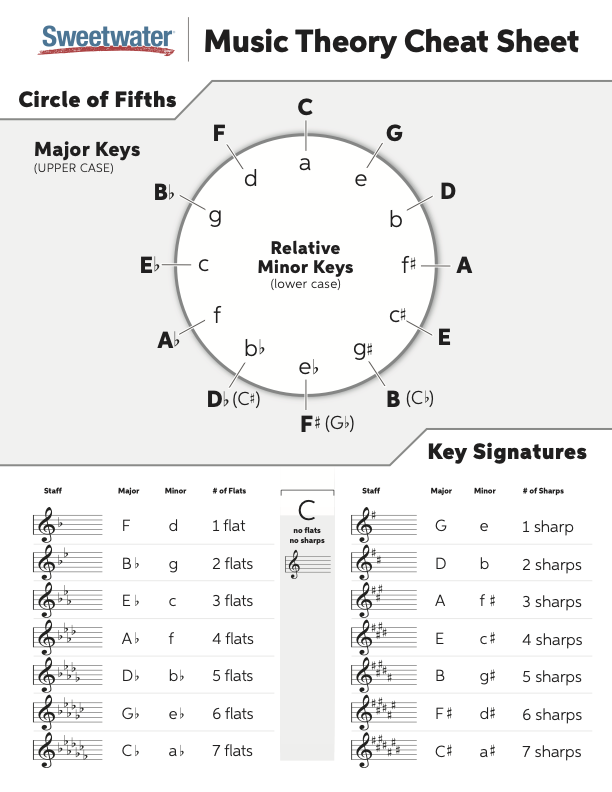 Sweetwater
Music Theory Cheat Sheet
Circle of Fifths
Major Keys
(UPPER CASE)
C
G
D
A
E
B (C♭)
F♯ (G♭)
D♭ (C♯)
A♭
E♭
B♭
F
a
e
b
f♯
c♯
g♯
e♭
b♭
f
c
g
d
Relative
Minor Keys
(lower case)
Key Signatures
Staff Major Minor # of Flats
F d 1 flat
B♭ g 2 flats
E♭ c 3 flats
A♭ f 4 flats
D♭ b♭ 5 flats
G♭ e♭ 6 flats
C♭ a♭ 7 flats
C
no flats
no sharps
Staff Major Minor # of Sharps
G e 1 sharp
D b 2 sharps
A f♯ 3 sharps
E c♯ 4 sharps
B g♯ 5 sharps
F♯ d♯ 6 sharps
C♯ a♯ 7 sharps